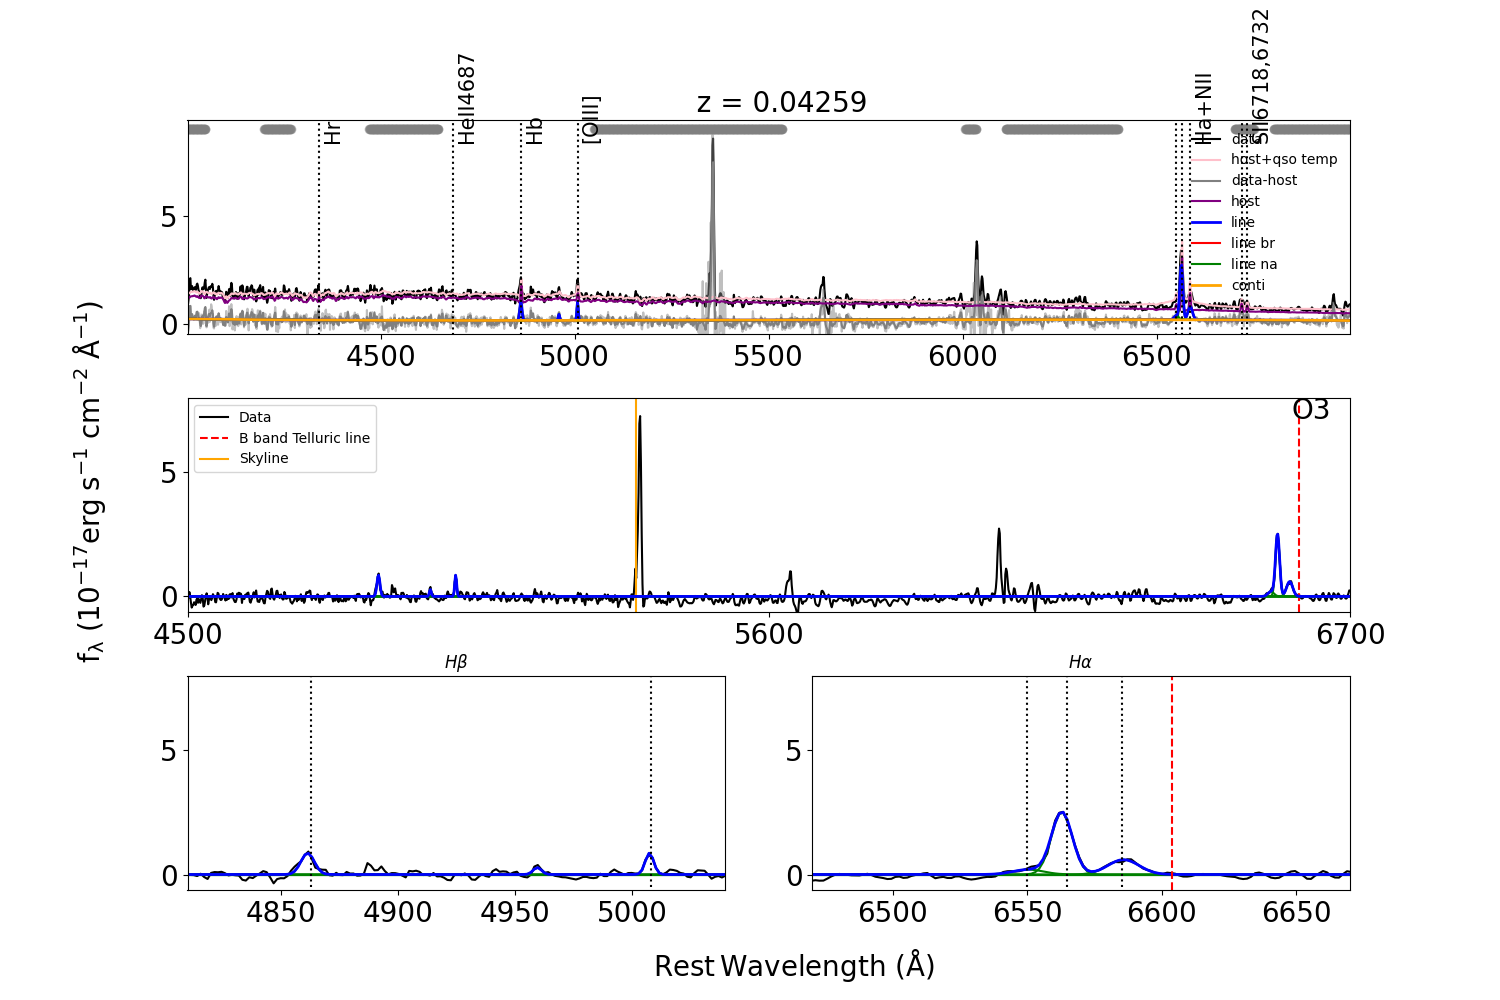 z = 0.04259
Hr
HeII4687
Hb
[OIII]
Ha+NII
SII6718,6732
data
host+qso temp
data-host
host
line
line br
line na
conti
5
0
4500 5000 5500 6000 6500
Data
B band Telluric line
Skyline
O3
5
0
4500 5600 6700
fλ (10⁻¹⁷erg s⁻¹ cm⁻² Å⁻¹)
Hβ
5
0
4850 4900 4950 5000
Hα
5
0
6500 6550 6600 6650
Rest Wavelength (Å)